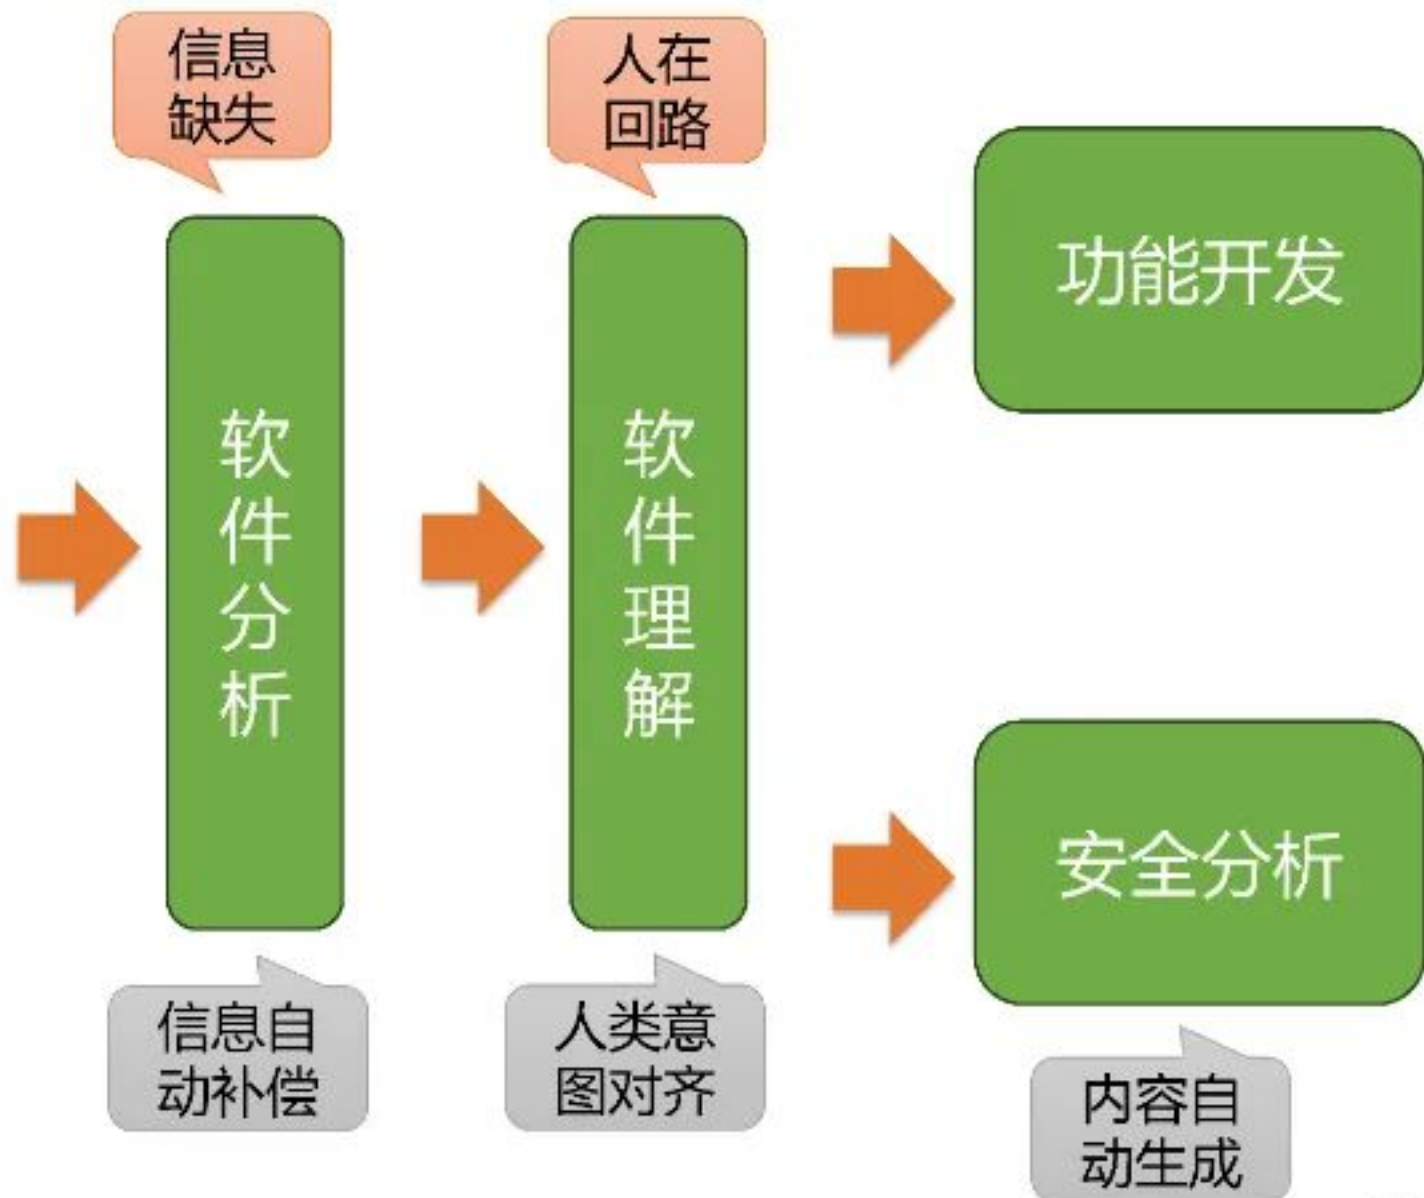 信息
缺失
人在
回路
软
件
分
析
软
件
理
解
功能开发
安全分析
信息自
动补偿
人类意
图对齐
内容自
动生成